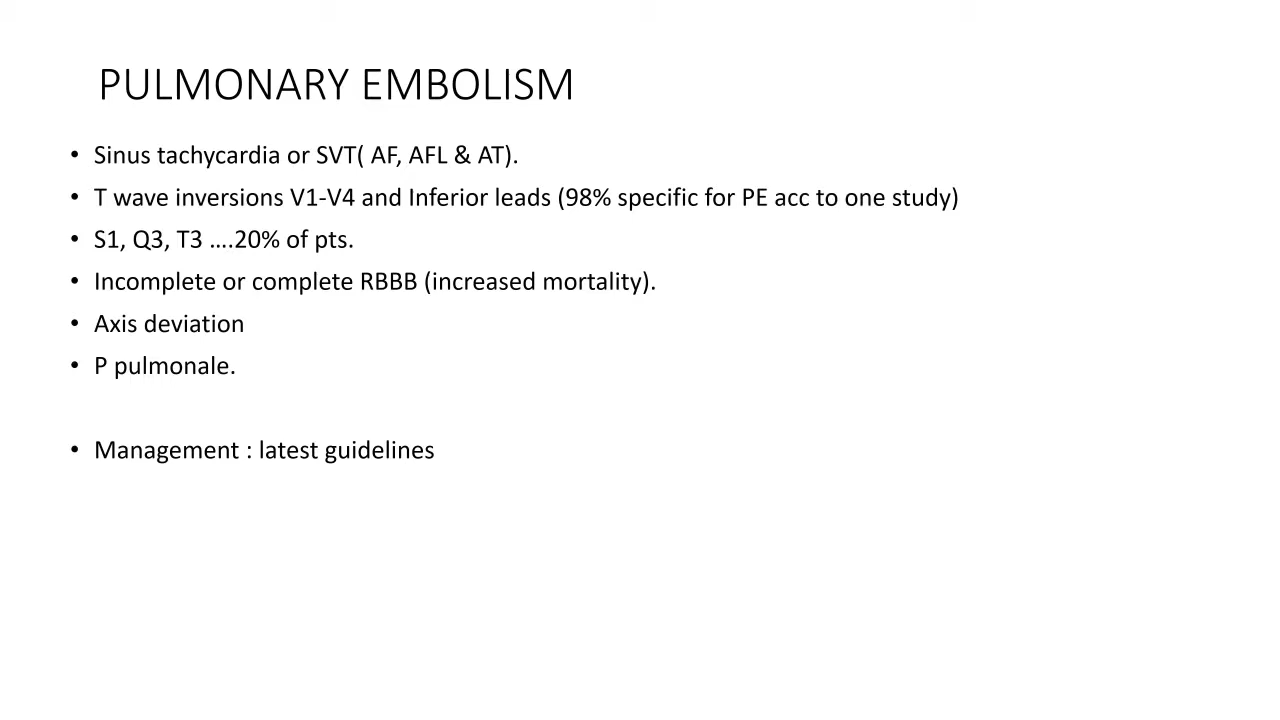 PULMONARY EMBOLISM
• Sinus tachycardia or SVT( AF, AFL & AT).
• T wave inversions V1-V4 and Inferior leads (98% specific for PE acc to one study)
• S1, Q3, T3 ….20% of pts.
• Incomplete or complete RBBB (increased mortality).
• Axis deviation
• P pulmonale.
• Management : latest guidelines